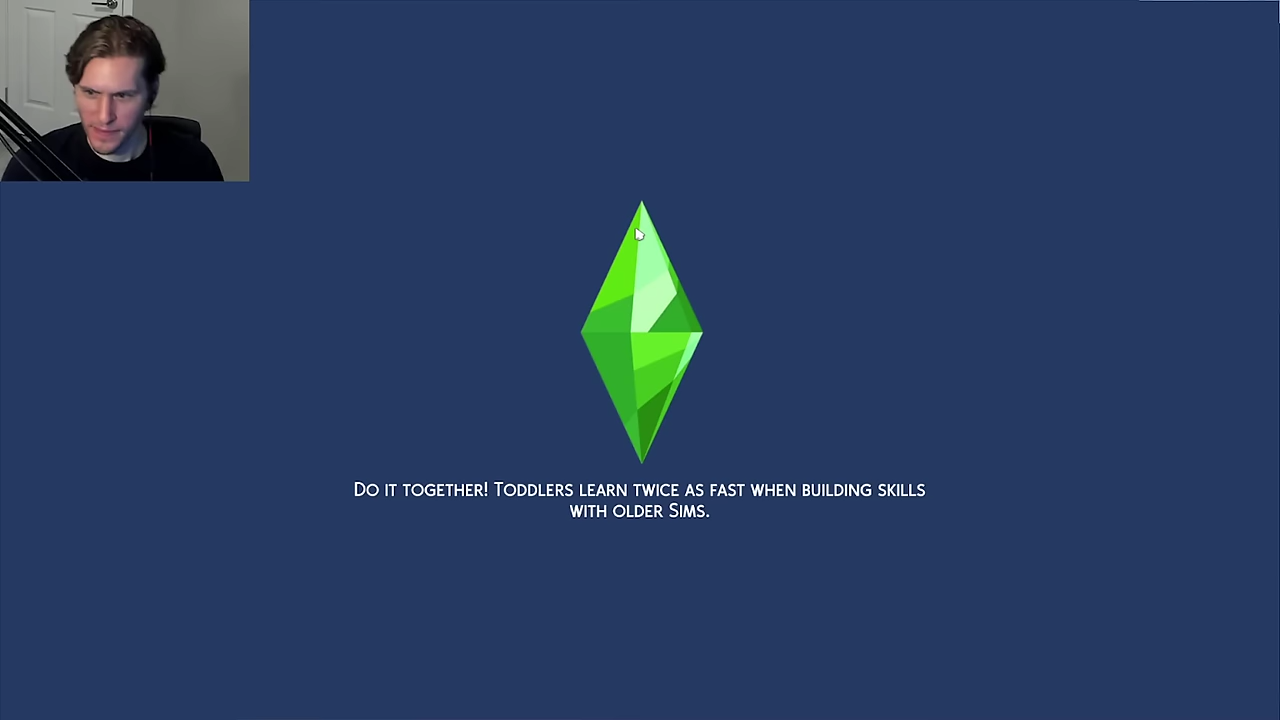 Do it together! Toddlers learn twice as fast when building skills
with older Sims.